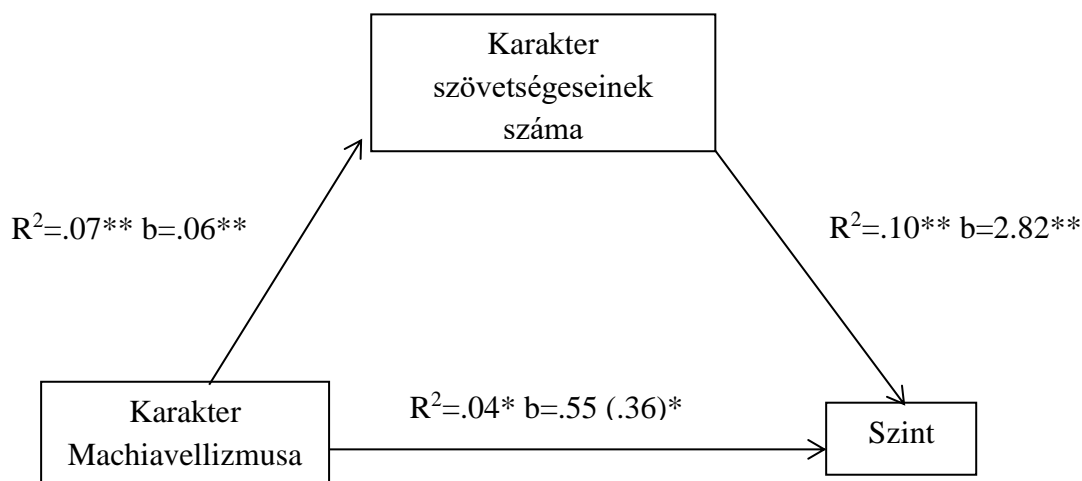 Karakter
szövetségeseinek
száma
R²=.07** b=.06**
R²=.10** b=2.82**
Karakter
Machiavellizmusa
R²=.04* b=.55 (.36)*
Szint